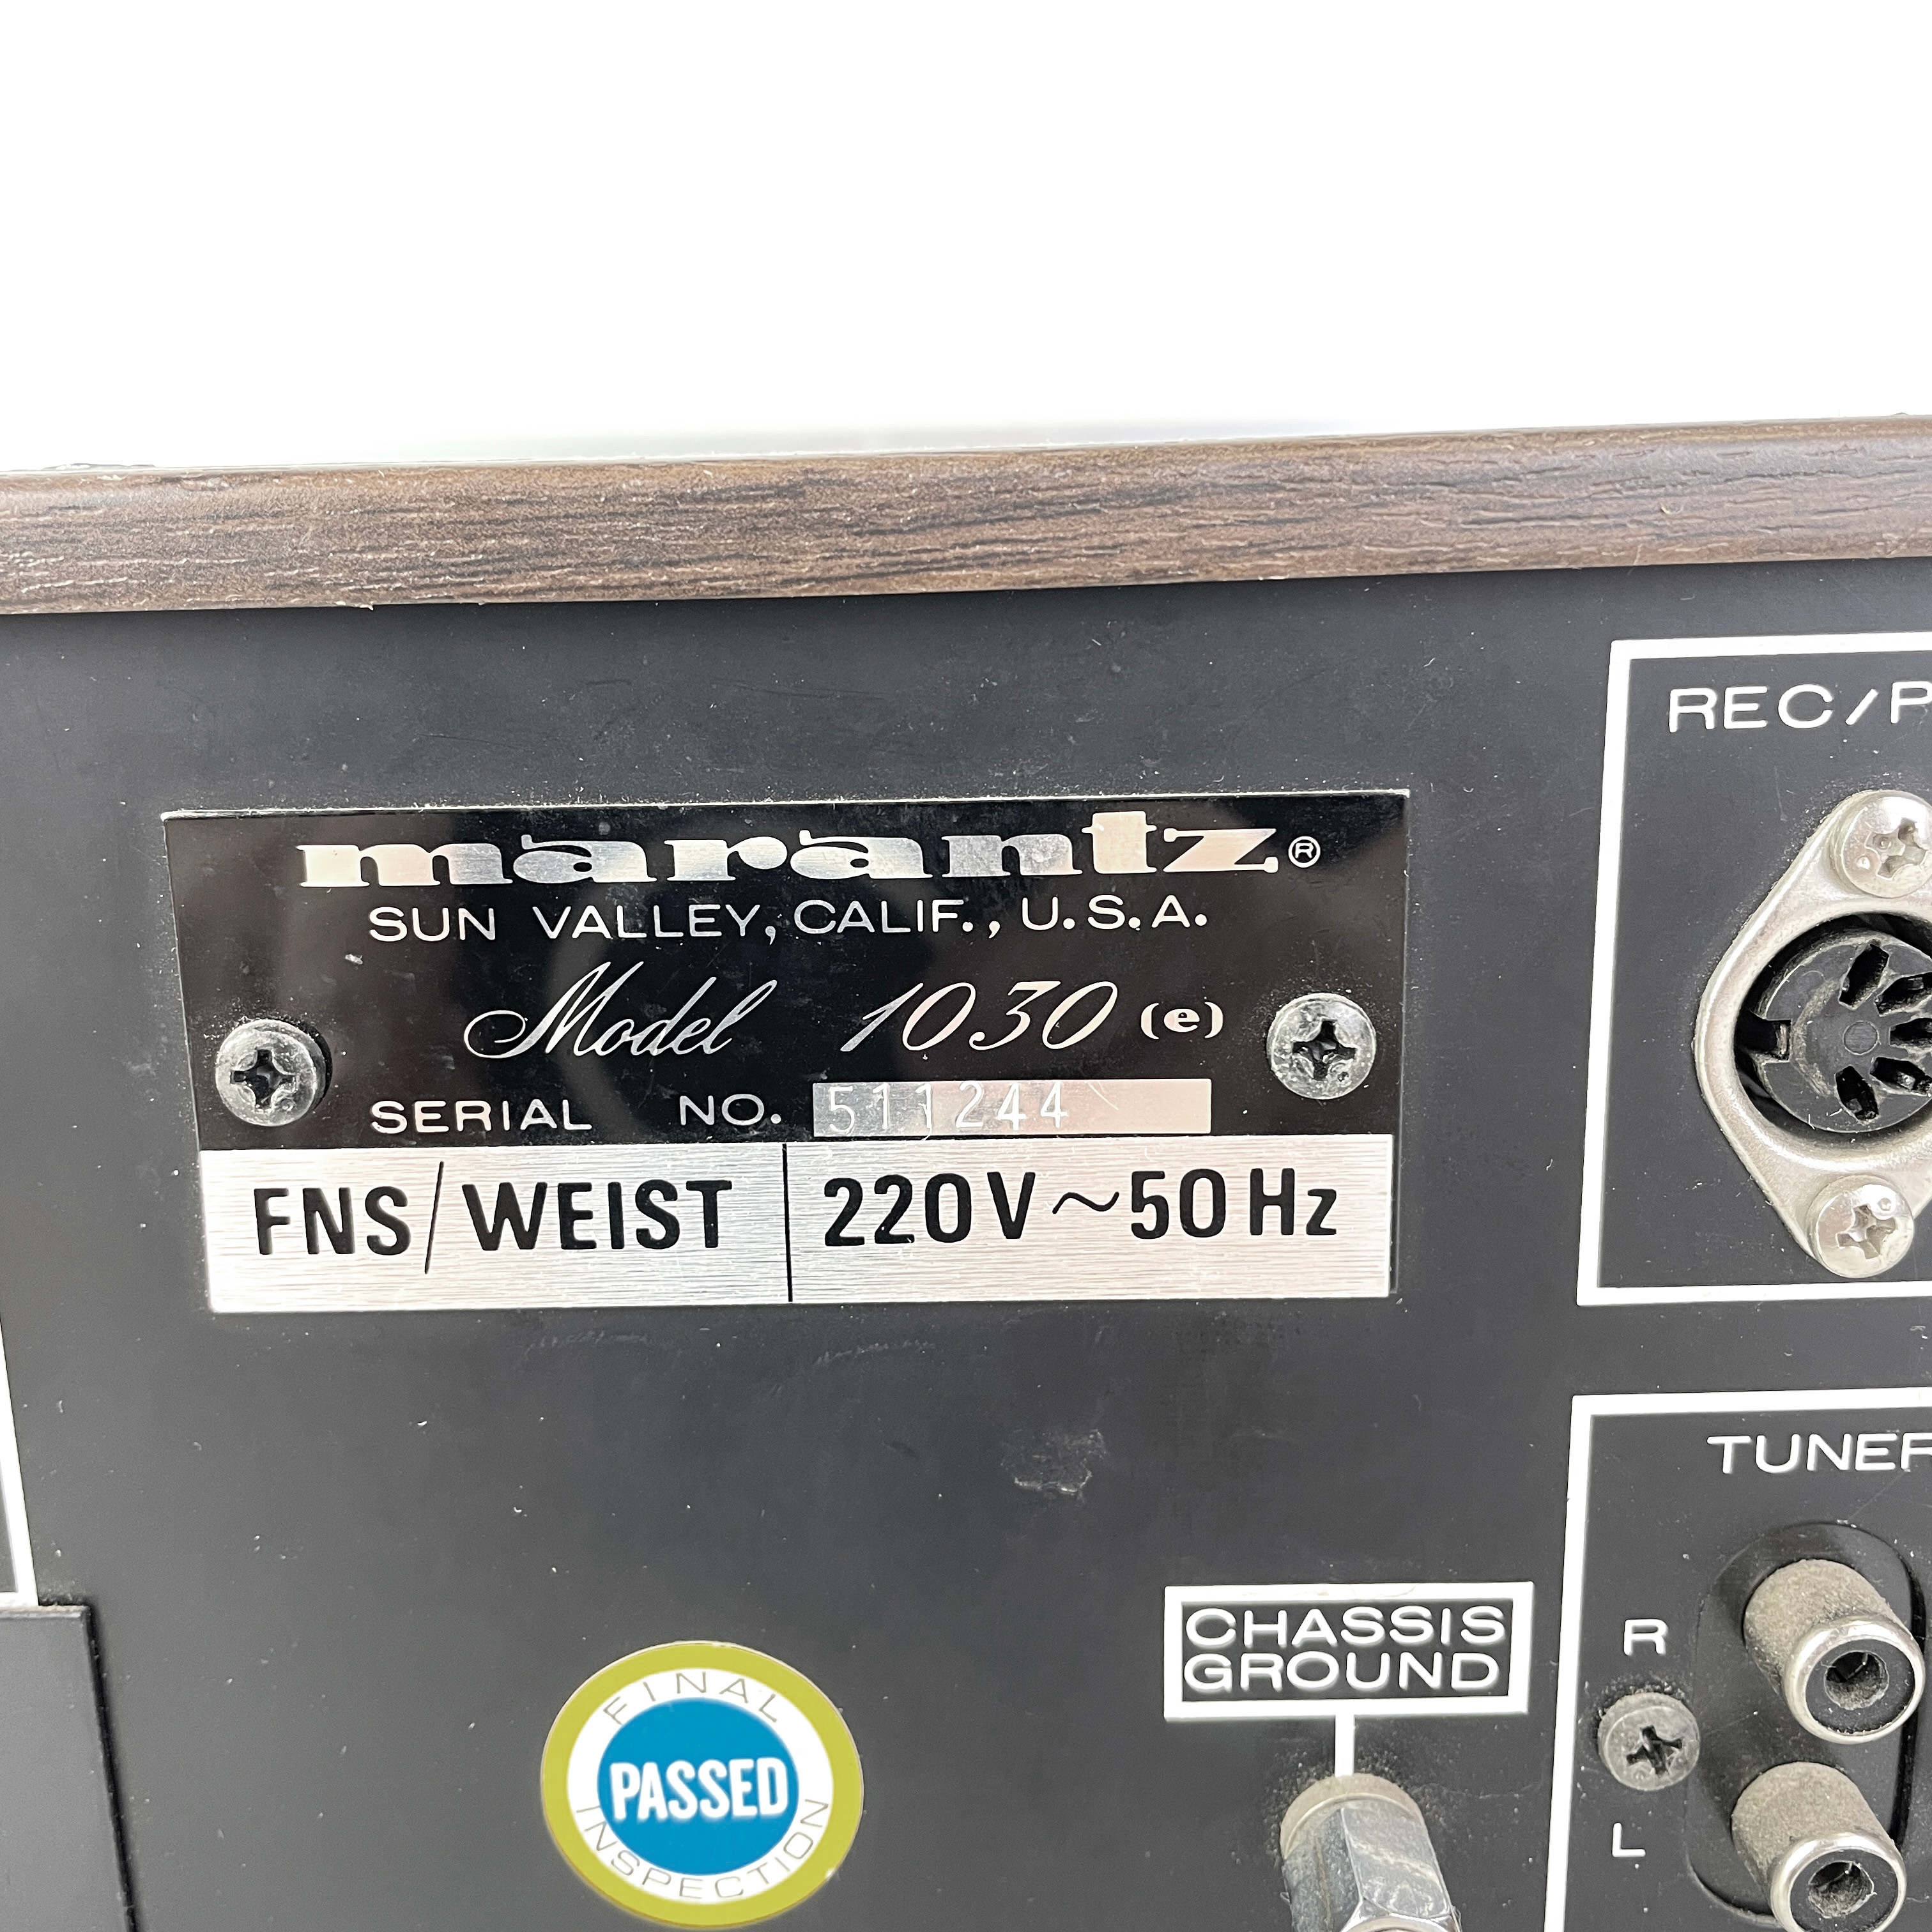 marantz®
SUN VALLEY, CALIF., U.S.A.
Model 1030 (e)
SERIAL NO. 511244
FNS/WEIST 220V~50Hz
REC/P
TUNER
R
L
CHASSIS
GROUND
FINAL
PASSED
INSPECTION